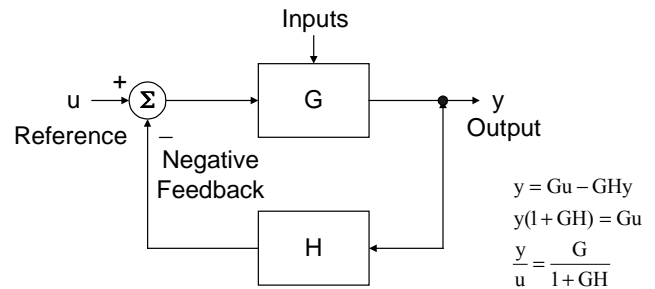 Inputs
+
u
Σ
G
y
Reference
–
Output
Negative
Feedback
H
y = Gu – GHy
y(1 + GH) = Gu
y/u = G/(1 + GH)